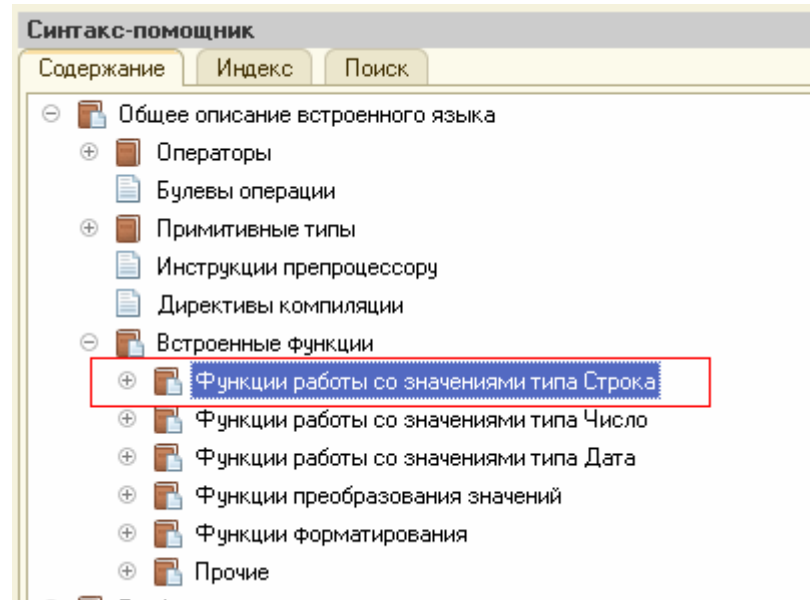 Синтакс-помощник
Содержание Индекс Поиск
Общее описание встроенного языка
Операторы
Булевы операции
Примитивные типы
Инструкции препроцессору
Директивы компиляции
Встроенные функции
Функции работы со значениями типа Строка
Функции работы со значениями типа Число
Функции работы со значениями типа Дата
Функции преобразования значений
Функции форматирования
Прочие